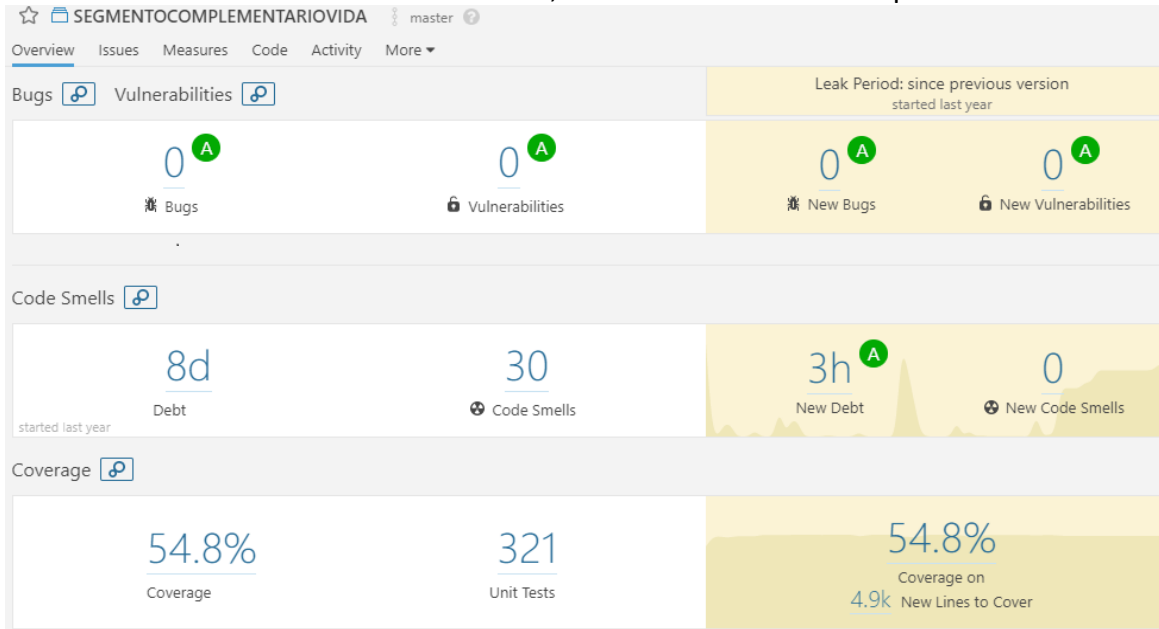 SEGMENTOCOMPLEMENTARIOVIDA master
Overview Issues Measures Code Activity More
Bugs Vulnerabilities
Leak Period: since previous version
started last year
0 A 0 A 0 A 0 A
Bugs Vulnerabilities New Bugs New Vulnerabilities
Code Smells
8d 30 3h A 0
Debt Code Smells New Debt New Code Smells
started last year
Coverage
54.8% 321 54.8%
Coverage Unit Tests Coverage on
4.9k New Lines to Cover